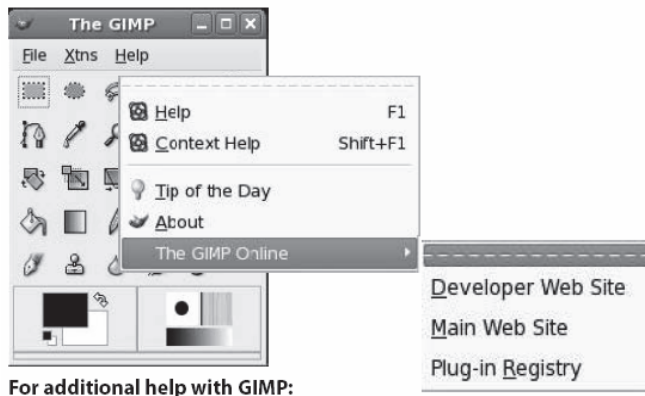 The GIMP
File Xtns Help
Help F1
Context Help Shift+F1
Tip of the Day
About
The GIMP Online
Developer Web Site
Main Web Site
Plug-in Registry
For additional help with GIMP: